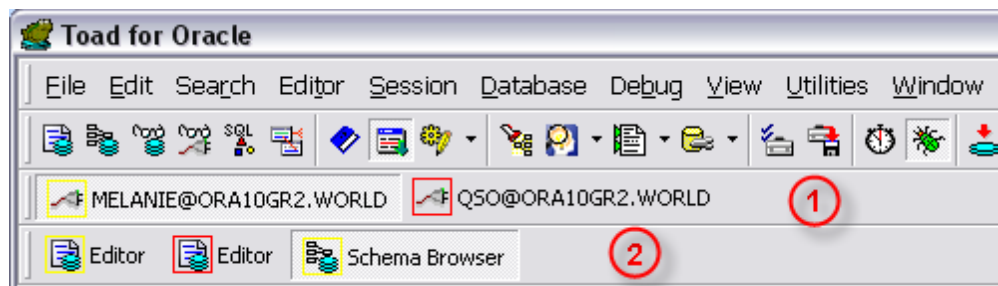 Toad for Oracle
File Edit Search Editor Session Database Debug View Utilities Window
SQL
MELANIE@ORA10GR2.WORLD QSO@ORA10GR2.WORLD 1
Editor Editor Schema Browser 2